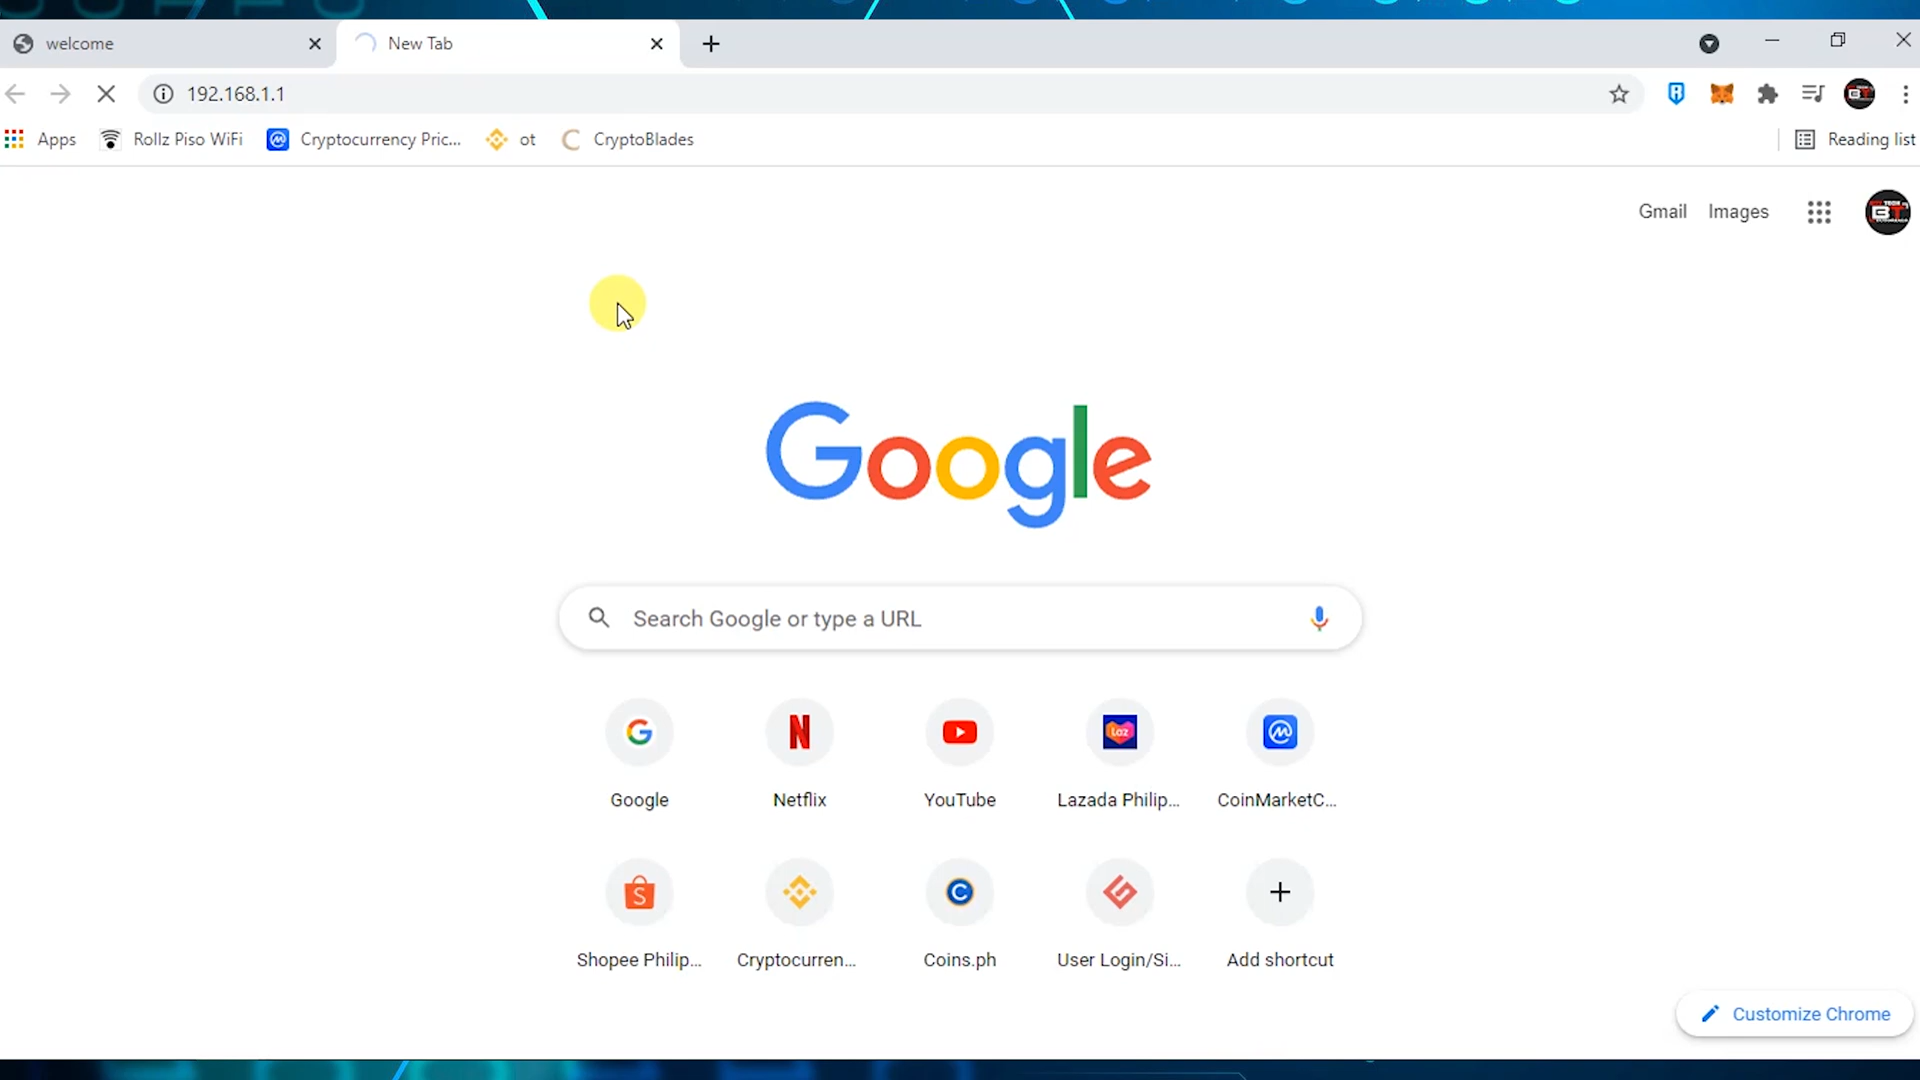 welcome
New Tab
192.168.1.1
Apps
Rollz Piso WiFi
Cryptocurrency Pric...
ot
CryptoBlades
Reading list
Gmail
Images
Google
Search Google or type a URL
Google
Netflix
YouTube
Lazada Philip...
CoinMarketC...
Shopee Philip...
Cryptocurren...
Coins.ph
User Login/Si...
Add shortcut
Customize Chrome